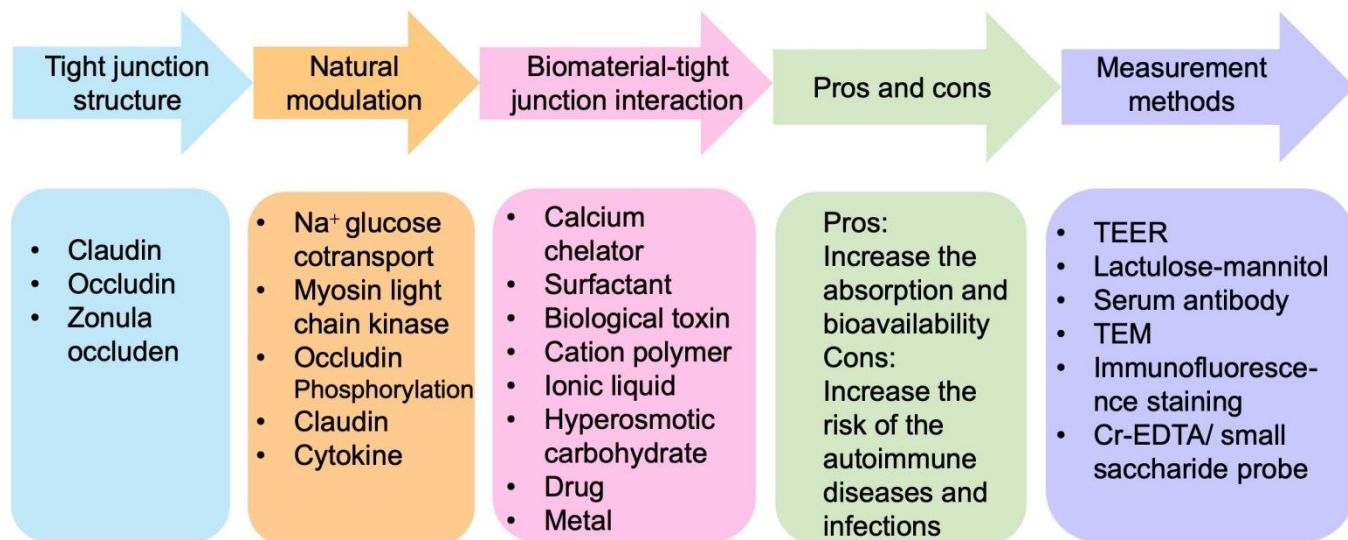 Tight junction
structure
Natural
modulation
Biomaterial-tight
junction interaction
Pros and cons
Measurement
methods
• Claudin
• Occludin
• Zonula
occluden
• Na⁺ glucose
cotransport
• Myosin light
chain kinase
• Occludin
Phosphorylation
• Claudin
• Cytokine
• Calcium
chelator
• Surfactant
• Biological toxin
• Cation polymer
• Ionic liquid
• Hyperosmotic
carbohydrate
• Drug
• Metal
Pros:
Increase the
absorption and
bioavailability
Cons:
Increase the
risk of the
autoimmune
diseases and
infections
• TEER
• Lactulose-mannitol
• Serum antibody
• TEM
• Immunofluoresce-
nce staining
• Cr-EDTA/ small
saccharide probe